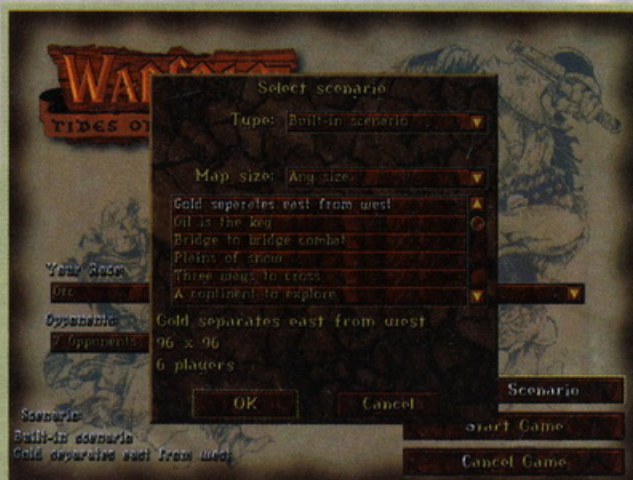 WAR
TIDES OF
Select scenario
Type: Built-in scenario
Map size: Any size
Gold separates east from west
Oil is the key
Bridge to bridge combat
Plains of snow
Three ways to cross
A continent to explore
Your Race
Orc
Opponents:
7 Opponents
Gold separates east from west
96 x 96
6 players
OK Cancel
Scenario
Start Game
Cancel Game
Scenario:
Built-in scenario
Gold separates east from west